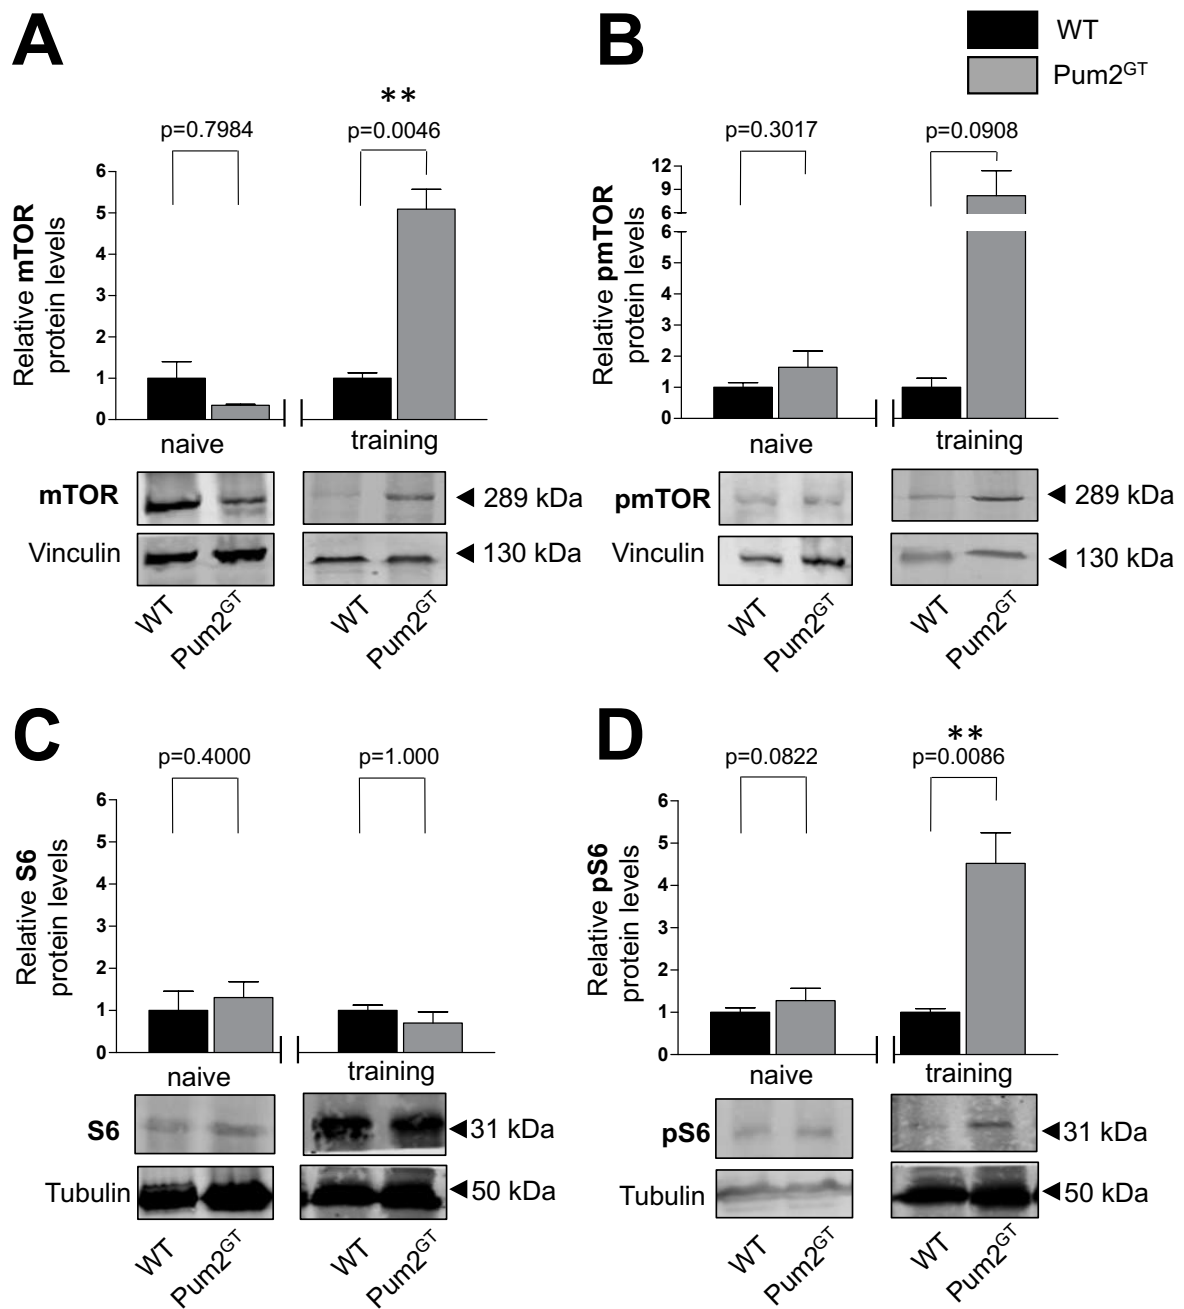 A
B
WT
Pum2GT
**
p=0.7984
p=0.0046
p=0.3017
p=0.0908
Relative mTOR
protein levels
6
5
4
3
2
1
0
naive
training
Relative pmTOR
protein levels
12
9
6
6
5
4
3
2
1
0
naive
training
mTOR
289 kDa
Vinculin
130 kDa
WT
Pum2GT
WT
Pum2GT
pmTOR
289 kDa
Vinculin
130 kDa
WT
Pum2GT
WT
Pum2GT
C
D
p=0.4000
p=1.000
p=0.0822
**
p=0.0086
Relative S6
protein levels
6
5
4
3
2
1
0
naive
training
Relative pS6
protein levels
6
5
4
3
2
1
0
naive
training
S6
31 kDa
Tubulin
50 kDa
WT
Pum2GT
WT
Pum2GT
pS6
31 kDa
Tubulin
50 kDa
WT
Pum2GT
WT
Pum2GT